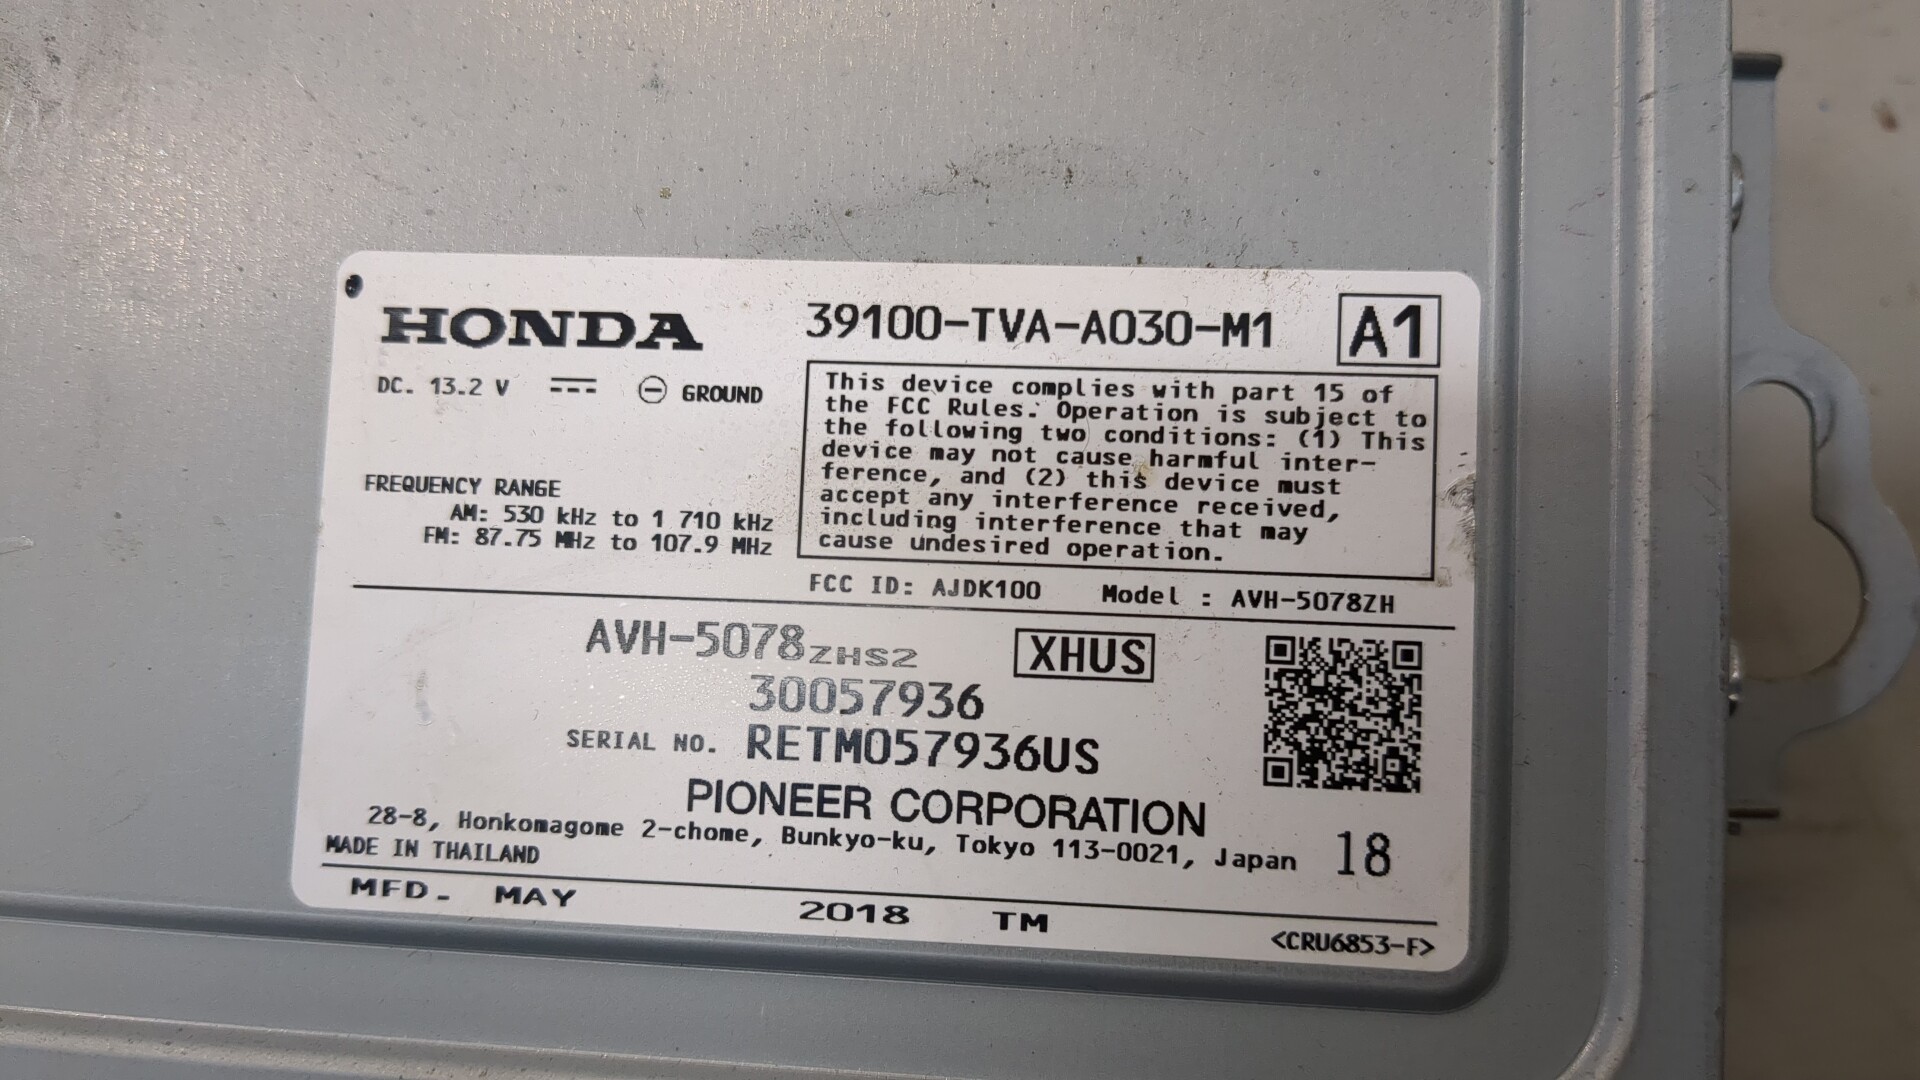 HONDA 39100-TVA-A030-M1 A1
DC. 13.2 V GROUND
This device complies with part 15 of
the FCC Rules. Operation is subject to
the following two conditions: (1) This
device may not cause harmful inter-
ference, and (2) this device must
accept any interference received,
including interference that may
cause undesired operation.
FREQUENCY RANGE
AM: 530 kHz to 1 710 kHz
FM: 87.75 MHz to 107.9 MHz
FCC ID: AJDK100 Model : AVH-5078ZH
AVH-5078ZHS2 XHUS
30057936
SERIAL NO. RETM057936US
PIONEER CORPORATION
28-8, Honkomagome 2-chome, Bunkyo-ku, Tokyo 113-0021, Japan 18
MADE IN THAILAND
MFD. MAY 2018 TM
<CRU6853-F>